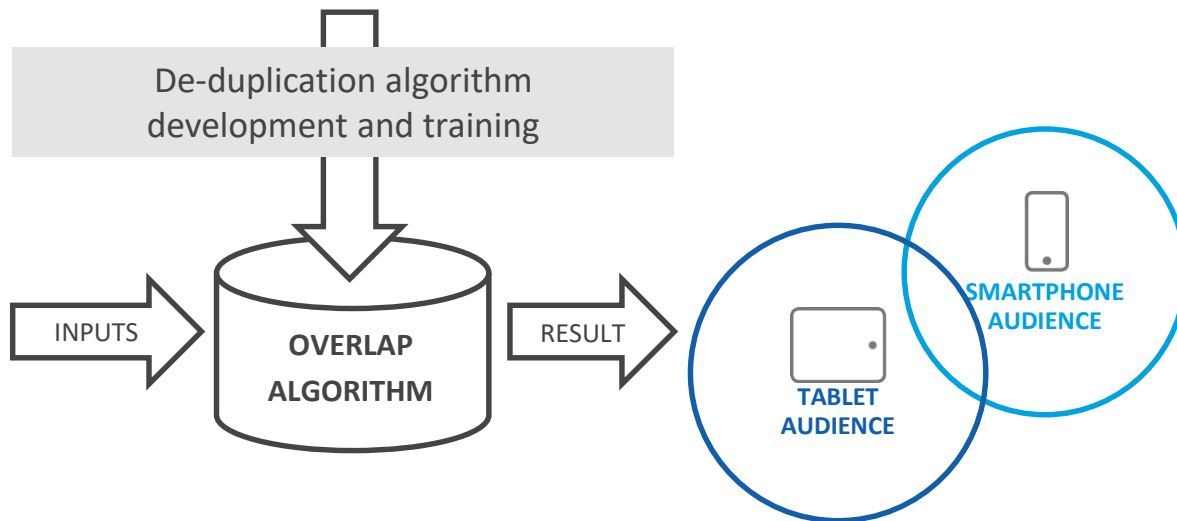 De-duplication algorithm
development and training
INPUTS
OVERLAP
ALGORITHM
RESULT
TABLET
AUDIENCE
SMARTPHONE
AUDIENCE